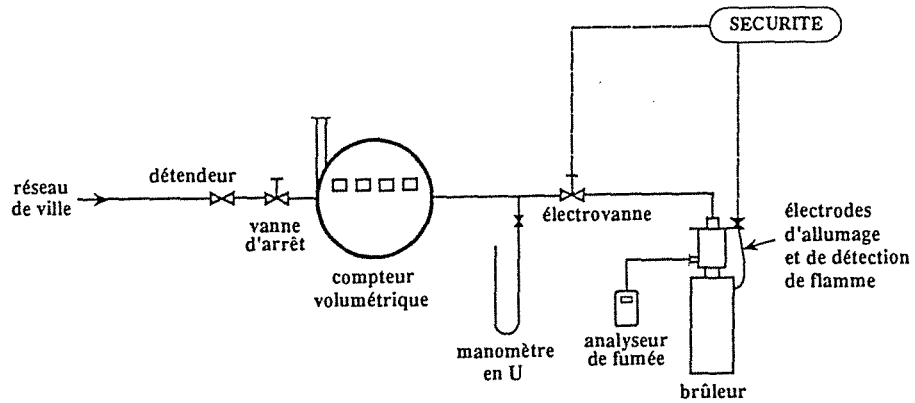 SECURITE
détendeur
réseau
de ville
vanne
d'arrêt
électrovanne
électrodes
d'allumage
et de détection
de flamme
compteur
volumétrique
manomètre
en U
analyseur
de fumée
brûleur